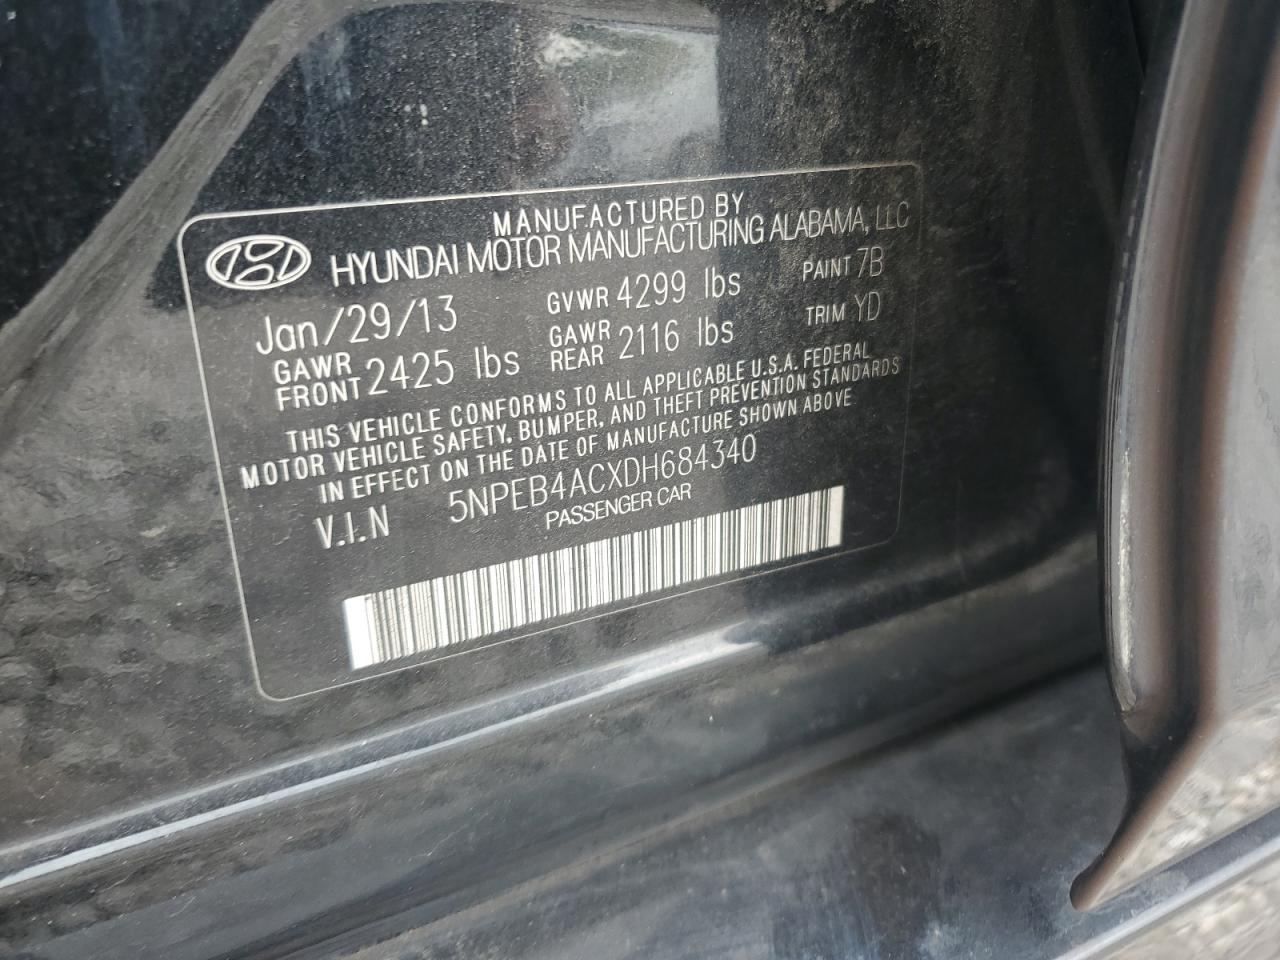 MANUFACTURED BY
HYUNDAI MOTOR MANUFACTURING ALABAMA, LLC
Jan/29/13 GVWR 4299 lbs PAINT 7B
GAWR FRONT 2425 lbs GAWR REAR 2116 lbs TRIM YD
THIS VEHICLE CONFORMS TO ALL APPLICABLE U.S.A. FEDERAL
MOTOR VEHICLE SAFETY, BUMPER, AND THEFT PREVENTION STANDARDS
IN EFFECT ON THE DATE OF MANUFACTURE SHOWN ABOVE
V.I.N 5NPEB4ACXDH684340
PASSENGER CAR